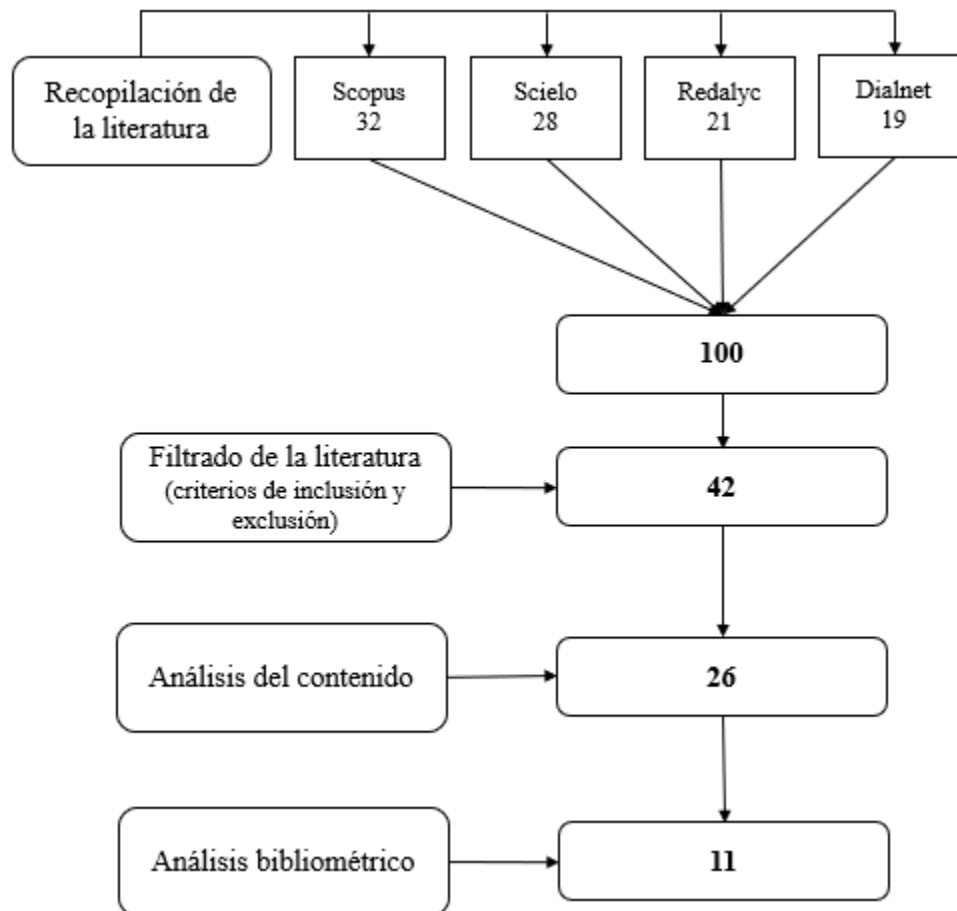 Recopilación de
la literatura
Scopus
32
Scielo
28
Redalyc
21
Dialnet
19
100
Filtrado de la literatura
(criterios de inclusión y
exclusión)
42
Análisis del contenido
26
Análisis bibliométrico
11